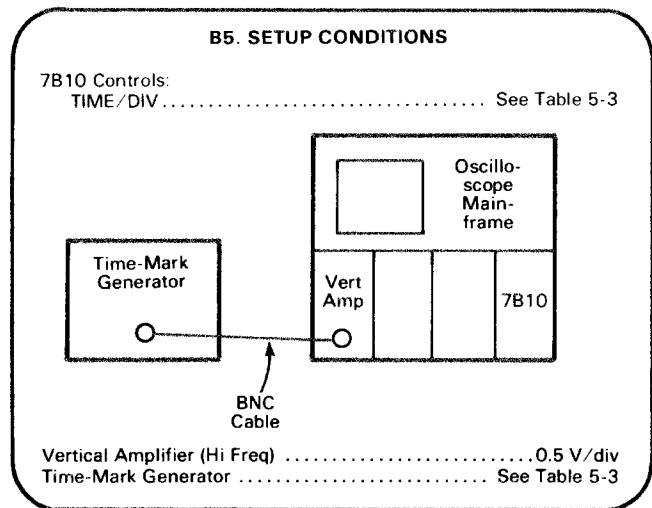 B5. SETUP CONDITIONS
7B10 Controls:
TIME/DIV.................................. See Table 5-3
Oscillo-
scope
Main-
frame
Time-Mark
Generator
Vert
Amp
7B10
BNC
Cable
Vertical Amplifier (Hi Freq) ..........................0.5 V/div
Time-Mark Generator .......................... See Table 5-3